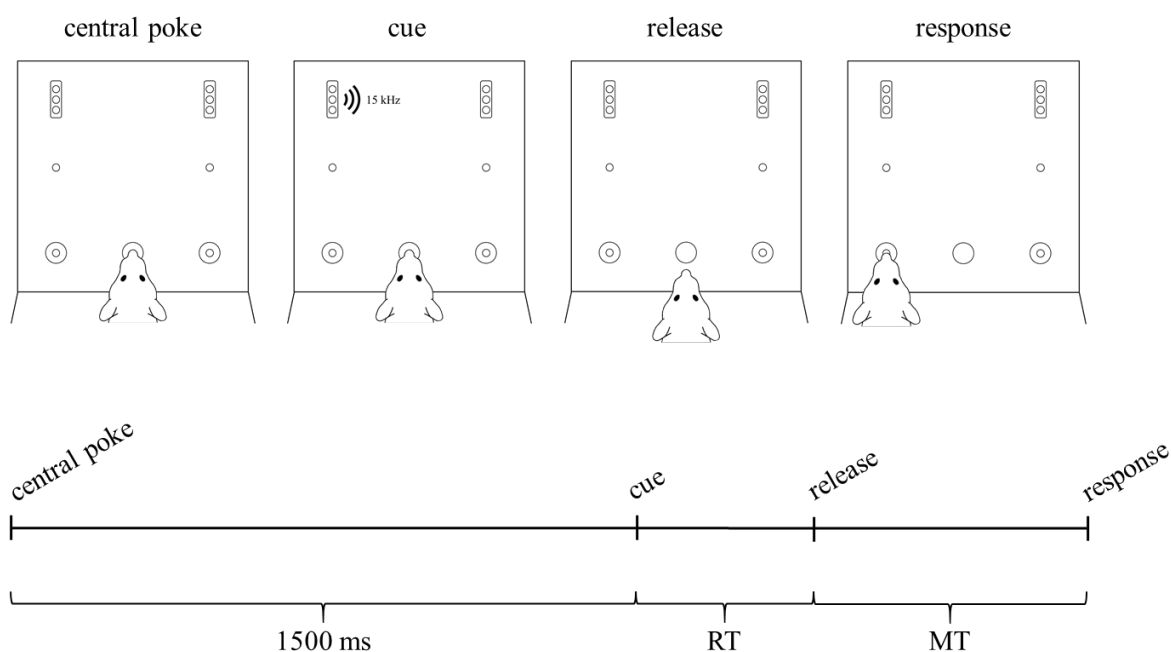 central poke
cue
release
response
15 kHz
central poke
cue
release
response
1500 ms
RT
MT